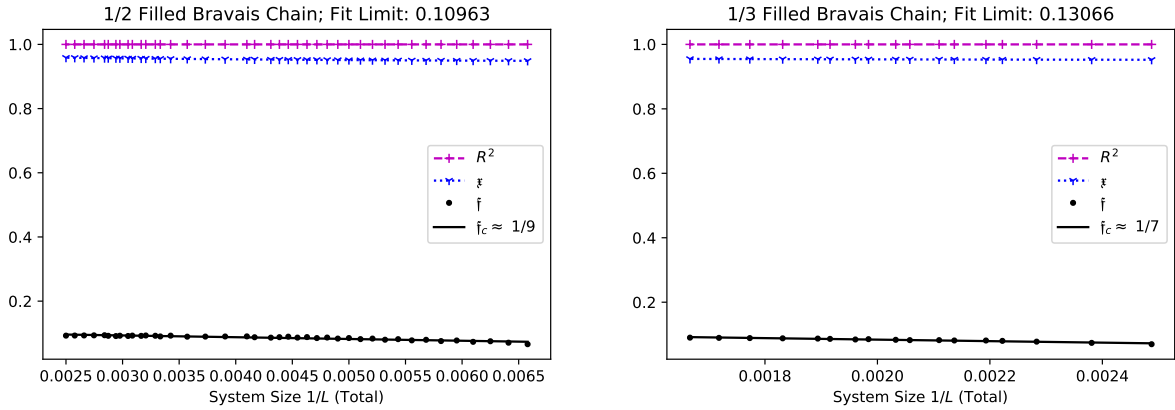 1/2 Filled Bravais Chain; Fit Limit: 0.10963
1.0
0.8
0.6
0.4
0.2
R²
𝔵
𝔣̃
𝔣̃_c ≈ 1/9
0.0025 0.0030 0.0035 0.0040 0.0045 0.0050 0.0055 0.0060 0.0065
System Size 1/L (Total)
1/3 Filled Bravais Chain; Fit Limit: 0.13066
1.0
0.8
0.6
0.4
0.2
R²
𝔵
𝔣̃
𝔣̃_c ≈ 1/7
0.0018 0.0020 0.0022 0.0024
System Size 1/L (Total)